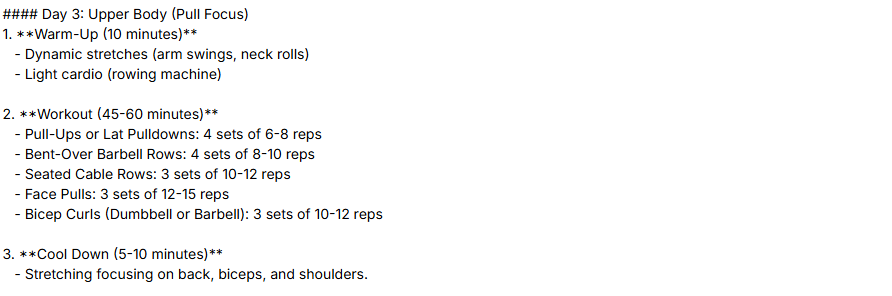 #### Day 3: Upper Body (Pull Focus)
1. **Warm-Up (10 minutes)**
- Dynamic stretches (arm swings, neck rolls)
- Light cardio (rowing machine)
2. **Workout (45-60 minutes)**
- Pull-Ups or Lat Pulldowns: 4 sets of 6-8 reps
- Bent-Over Barbell Rows: 4 sets of 8-10 reps
- Seated Cable Rows: 3 sets of 10-12 reps
- Face Pulls: 3 sets of 12-15 reps
- Bicep Curls (Dumbbell or Barbell): 3 sets of 10-12 reps
3. **Cool Down (5-10 minutes)**
- Stretching focusing on back, biceps, and shoulders.